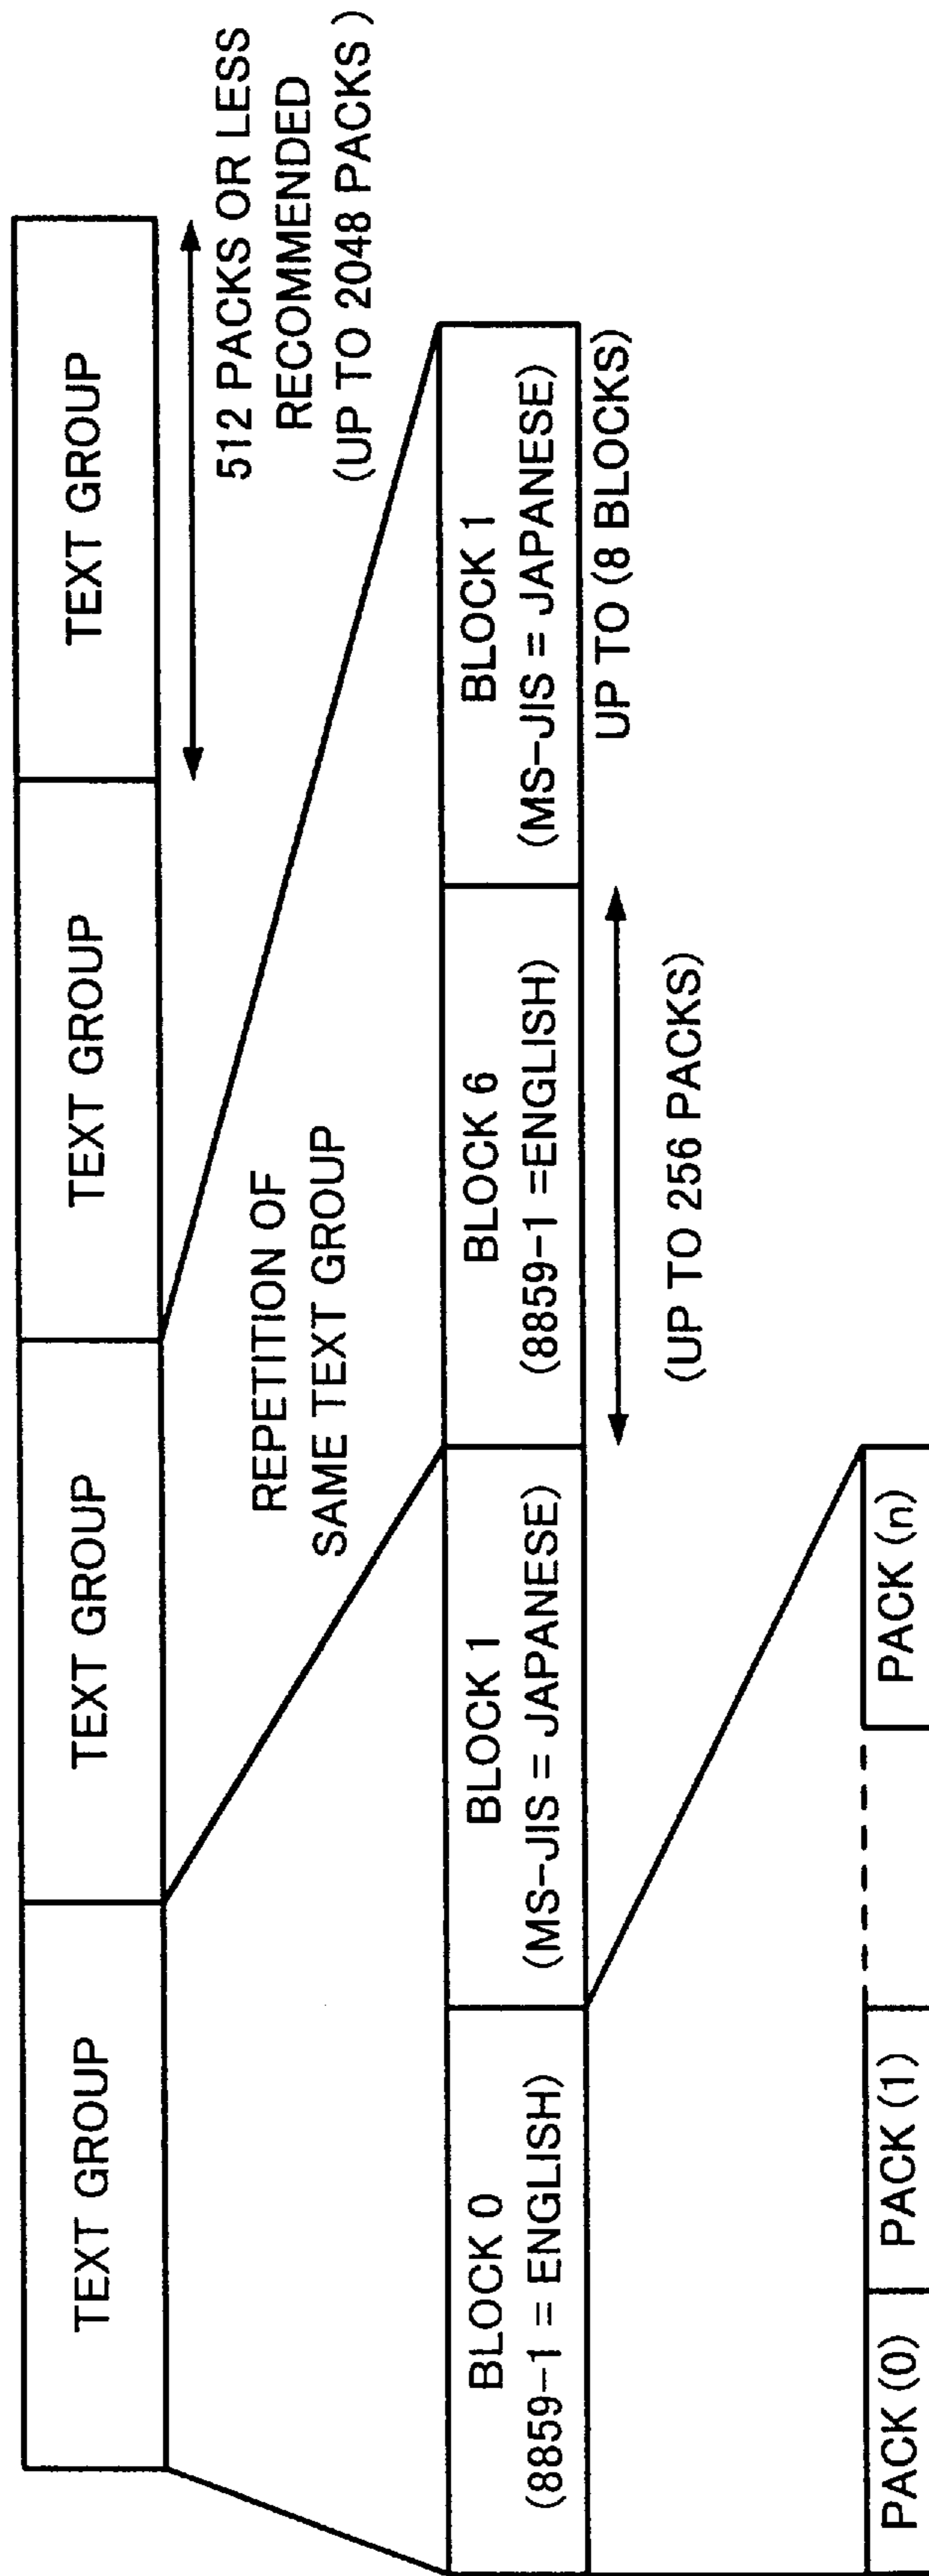 TEXT GROUP
TEXT GROUP
TEXT GROUP
TEXT GROUP
512 PACKS OR LESS
RECOMMENDED
(UP TO 2048 PACKS )
REPETITION OF
SAME TEXT GROUP
BLOCK 0
(8859-1 = ENGLISH)
BLOCK 1
(MS-JIS = JAPANESE)
BLOCK 6
(8859-1 =ENGLISH)
BLOCK 1
(MS-JIS = JAPANESE)
(UP TO 256 PACKS)
UP TO (8 BLOCKS)
PACK (0)
PACK (1)
PACK (n)